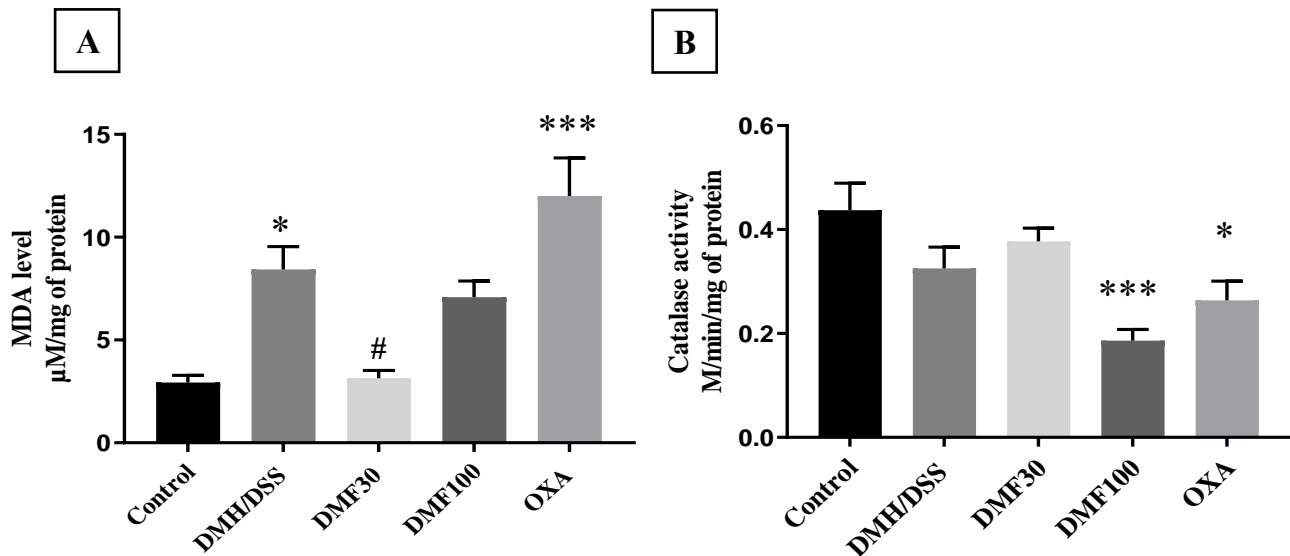 A
MDA level
µM/mg of protein
15
10
5
0
*
#
***
Control
DMH/DSS
DMF30
DMF100
OXA
B
Catalase activity
M/min/mg of protein
0.6
0.4
0.2
0.0
***
*
Control
DMH/DSS
DMF30
DMF100
OXA